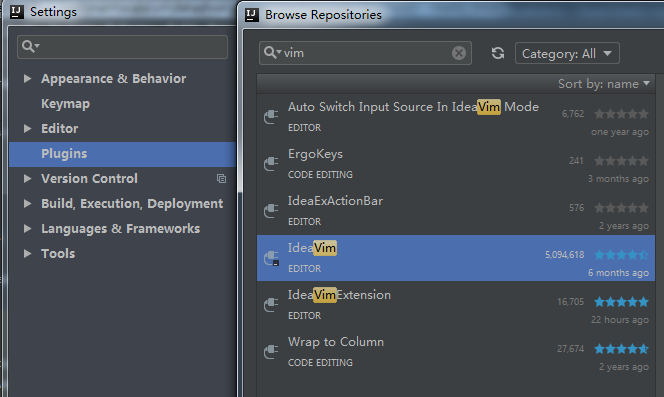 Settings
Appearance & Behavior
Keymap
Editor
Plugins
Version Control
Build, Execution, Deployment
Languages & Frameworks
Tools
Browse Repositories
vim
Category: All
Sort by: name
Auto Switch Input Source In IdeaVim Mode
6,762
EDITOR
one year ago
ErgoKeys
241
CODE EDITING
3 months ago
IdeaExActionBar
576
EDITOR
2 years ago
IdeaVim
5,094,618
EDITOR
6 months ago
IdeaVimExtension
16,705
EDITOR
22 hours ago
Wrap to Column
27,674
CODE EDITING
2 years ago